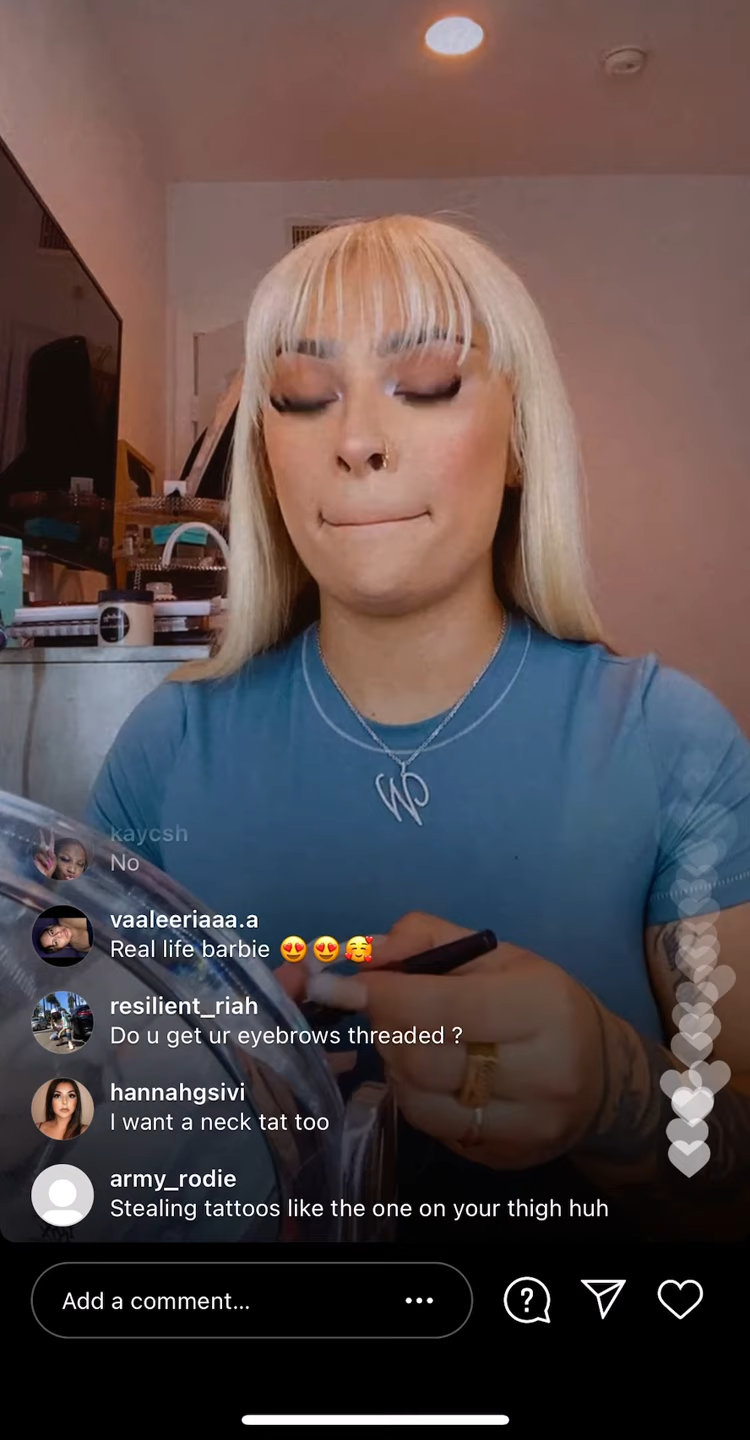 kaycsh
No
vaaleeriaaa.a
Real life barbie 😍😍🥰
resilient_riah
Do u get ur eyebrows threaded ?
hannahgsivi
I want a neck tat too
army_rodie
Stealing tattoos like the one on your thigh huh
Add a comment...